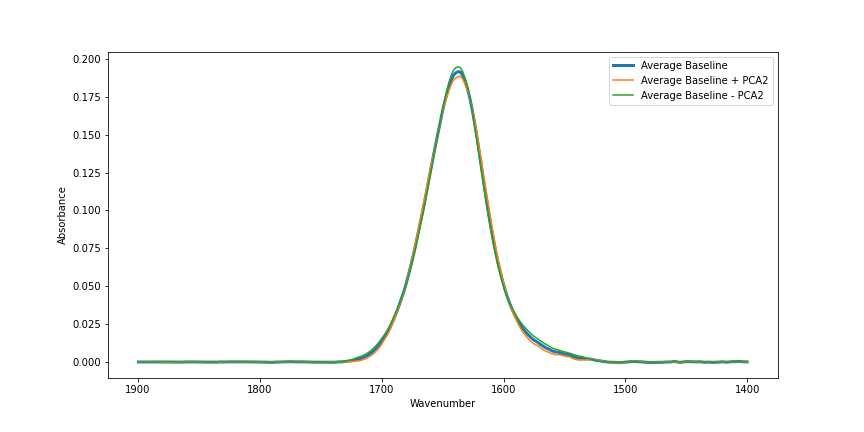 0.200
0.175
0.150
0.125
0.100
0.075
0.050
0.025
0.000
Absorbance
Average Baseline
Average Baseline + PCA2
Average Baseline - PCA2
1900 1800 1700 1600 1500 1400
Wavenumber